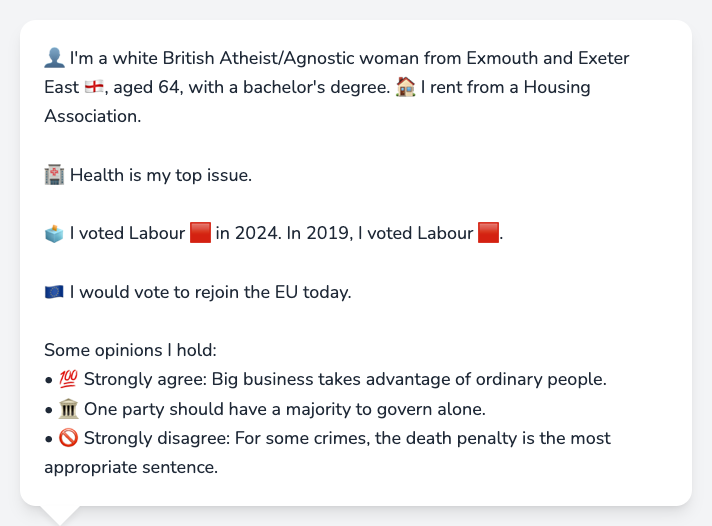 👤 I'm a white British Atheist/Agnostic woman from Exmouth and Exeter
East 🏴󠁧󠁢󠁥󠁮󠁧󠁿, aged 64, with a bachelor's degree. 🏠 I rent from a Housing
Association.
🏥 Health is my top issue.
🗳️ I voted Labour 🟥 in 2024. In 2019, I voted Labour 🟥.
🇪🇺 I would vote to rejoin the EU today.
Some opinions I hold:
• 💯 Strongly agree: Big business takes advantage of ordinary people.
• 🏛️ One party should have a majority to govern alone.
• 🚫 Strongly disagree: For some crimes, the death penalty is the most
appropriate sentence.